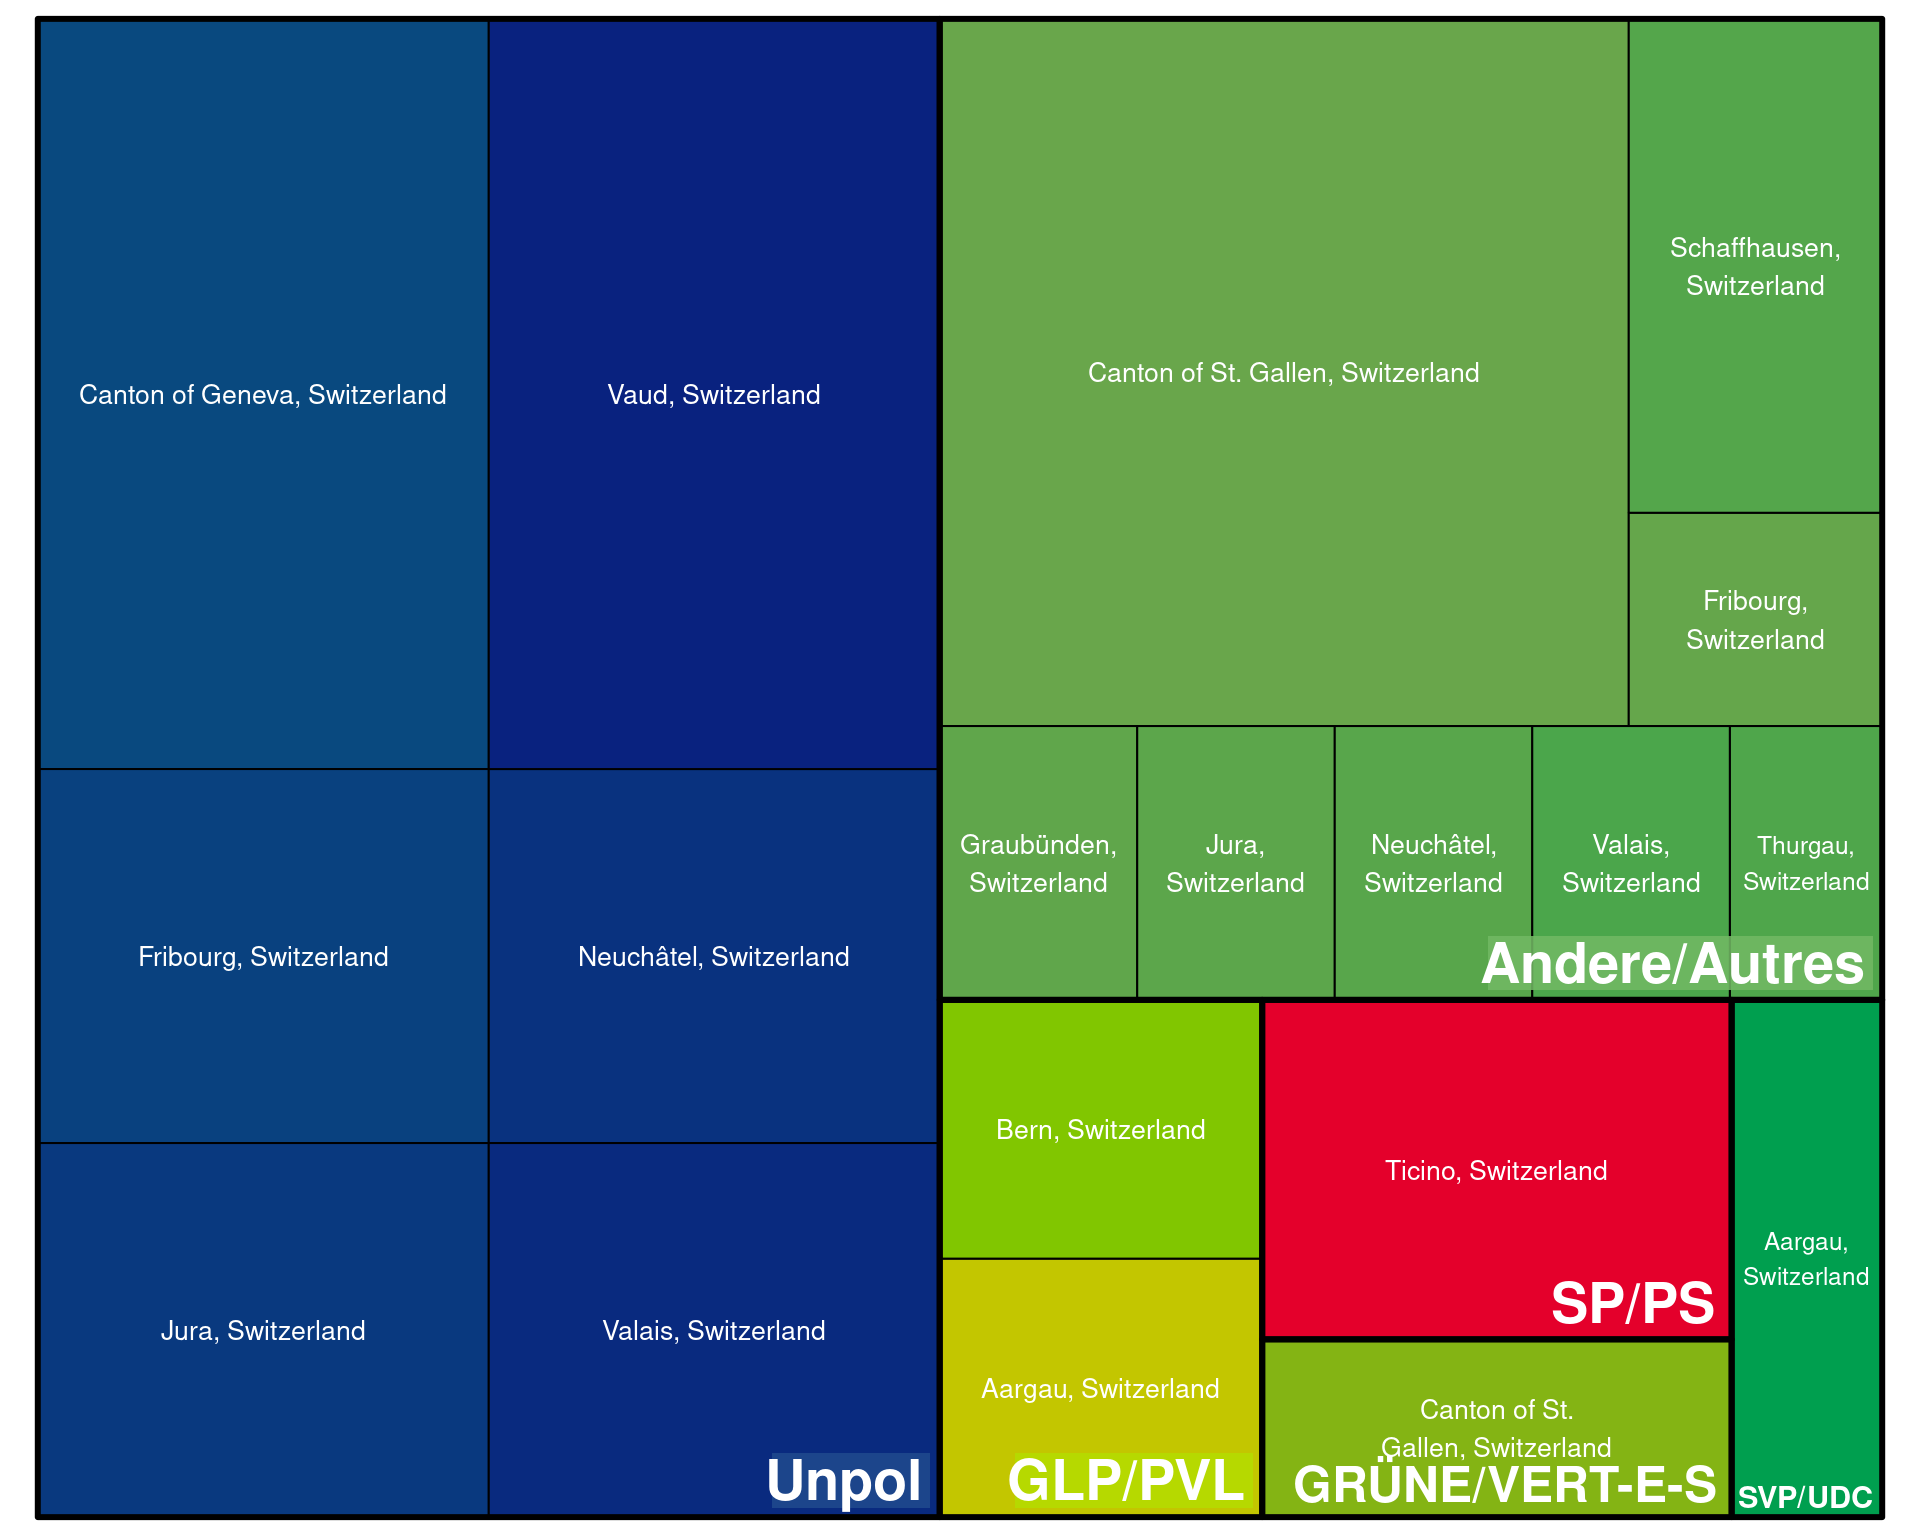 Canton of Geneva, Switzerland
Vaud, Switzerland
Fribourg, Switzerland
Neuchâtel, Switzerland
Jura, Switzerland
Valais, Switzerland
Unpol
Canton of St. Gallen, Switzerland
Schaffhausen,
Switzerland
Fribourg,
Switzerland
Graubünden,
Switzerland
Jura,
Switzerland
Neuchâtel,
Switzerland
Valais,
Switzerland
Thurgau,
Switzerland
Andere/Autres
Bern, Switzerland
Aargau, Switzerland
GLP/PVL
Ticino, Switzerland
SP/PS
Canton of St.
Gallen, Switzerland
GRÜNE/VERT-E-S
Aargau,
Switzerland
SVP/UDC